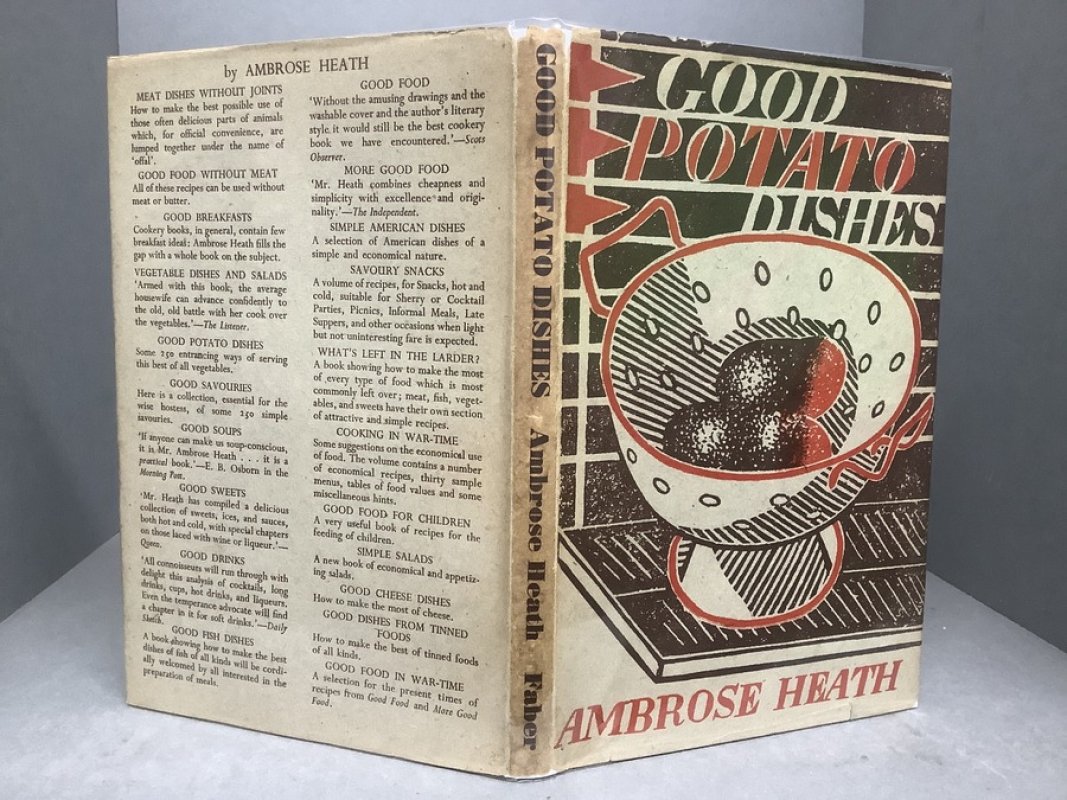 by AMBROSE HEATH
MEAT DISHES WITHOUT JOINTS
How to make the best possible use of
those often delicious parts of animals
which, for official convenience, are
lumped together under the name of
'offal'.
GOOD FOOD WITHOUT MEAT
All of these recipes can be used without
meat or butter.
GOOD BREAKFASTS
Cookery books, in general, contain few
breakfast ideas: Ambrose Heath fills the
gap with a whole book on the subject.
VEGETABLE DISHES AND SALADS
'Armed with this book, the average
housewife can advance confidently to
the old, old battle with her cook over
the vegetables.'—The Listener.
GOOD POTATO DISHES
Some 250 entrancing ways of serving
this best of all vegetables.
GOOD SAVOURIES
Here is a collection, essential for the
wise hostess, of some 250 simple
savouries.
GOOD SOUPS
'If anyone can make us soup-conscious,
it is Mr. Ambrose Heath . . . it is a
practical book.'—E. B. Osborn in the
Morning Post.
GOOD SWEETS
'Mr. Heath has compiled a delicious
collection of sweets, ices, and sauces,
both hot and cold, with special chapters
on those laced with wine or liqueur.'—
Queen.
GOOD DRINKS
'All connoisseurs will run through with
delight this analysis of cocktails, long
drinks, cups, hot drinks, and liqueurs.
Even the temperance advocate will find
a chapter in it for soft drinks.'—Daily
Sketch.
GOOD FISH DISHES
A book showing how to make the best
dishes of fish of all kinds will be cordi-
ally welcomed by all interested in the
preparation of meals.
GOOD FOOD
'Without the amusing drawings and the
washable cover and the author's literary
style it would still be the best cookery
book we have encountered.'—Scots
Observer.
MORE GOOD FOOD
'Mr. Heath combines cheapness and
simplicity with excellence and origi-
nality.'—The Independent.
SIMPLE AMERICAN DISHES
A selection of American dishes of a
simple and economical nature.
SAVOURY SNACKS
A volume of recipes, for Snacks, hot and
cold, suitable for Sherry or Cocktail
Parties, Picnics, Informal Meals, Late
Suppers, and other occasions when light
but not uninteresting fare is expected.
WHAT'S LEFT IN THE LARDER?
A book showing how to make the most
of every type of food which is most
commonly left over; meat, fish, veget-
ables, and sweets have their own section
of attractive and simple recipes.
COOKING IN WAR-TIME
Some suggestions on the economical use
of food. The volume contains a number
of economical recipes, thirty sample
menus, tables of food values and some
miscellaneous hints.
GOOD FOOD FOR CHILDREN
A very useful book of recipes for the
feeding of children.
SIMPLE SALADS
A new book of economical and appetiz-
ing salads.
GOOD CHEESE DISHES
How to make the most of cheese.
GOOD DISHES FROM TINNED
FOODS
How to make the best of tinned foods
of all kinds.
GOOD FOOD IN WAR-TIME
A selection for the present times of
recipes from Good Food and More Good
Food.
GOOD POTATO DISHES Ambrose Heath Faber
GOOD
POTATO
DISHES
AMBROSE HEATH